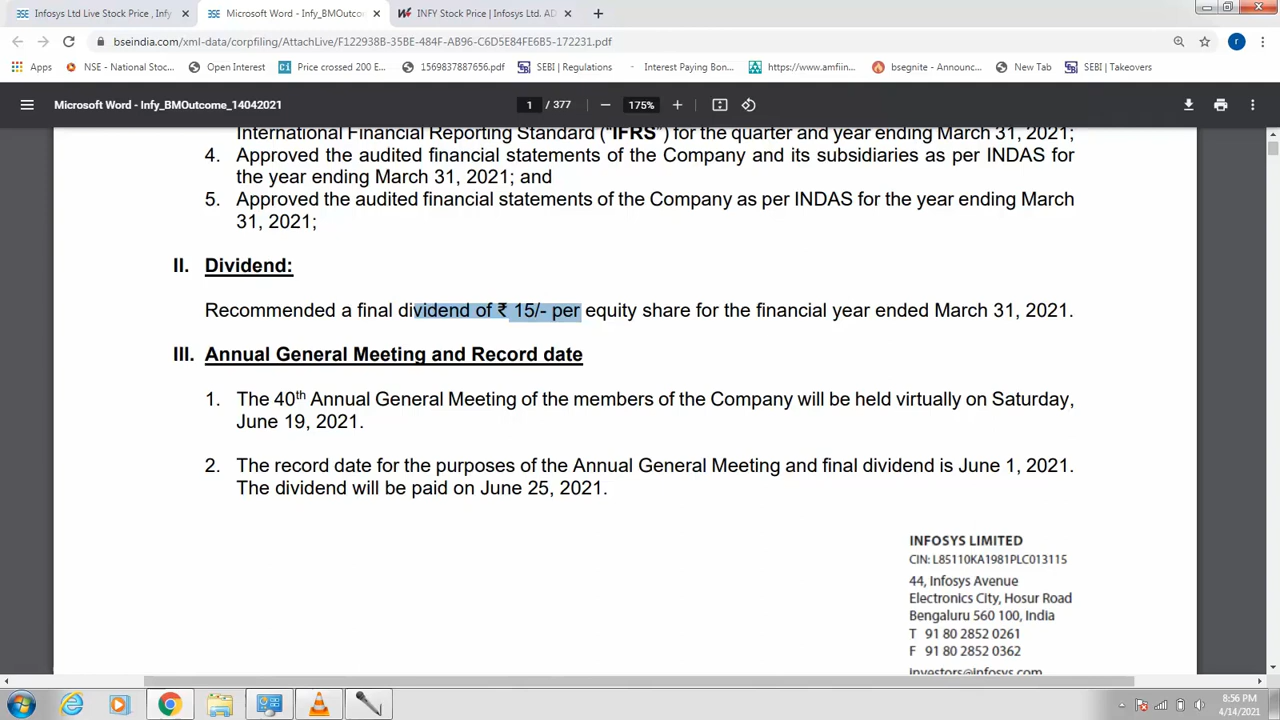 Infosys Ltd Live Stock Price , Infy
Microsoft Word - Infy_BMOutcom
INFY Stock Price | Infosys Ltd. AD
bseindia.com/xml-data/corpfiling/AttachLive/F122938B-35BE-484F-AB96-C6D5E84FE6B5-172231.pdf
r
Apps
NSE - National Stoc...
Open Interest
Price crossed 200 E...
1569837887656.pdf
SEBI | Regulations
Interest Paying Bon...
https://www.amfiin...
bsegnite - Announc...
New Tab
SEBI | Takeovers
Microsoft Word - Infy_BMOutcome_14042021
1 / 377
175%
International Financial Reporting Standard ("IFRS") for the quarter and year ending March 31, 2021;
4. Approved the audited financial statements of the Company and its subsidiaries as per INDAS for
the year ending March 31, 2021; and
5. Approved the audited financial statements of the Company as per INDAS for the year ending March
31, 2021;
II. Dividend:
Recommended a final dividend of ₹ 15/- per equity share for the financial year ended March 31, 2021.
III. Annual General Meeting and Record date
1. The 40th Annual General Meeting of the members of the Company will be held virtually on Saturday,
June 19, 2021.
2. The record date for the purposes of the Annual General Meeting and final dividend is June 1, 2021.
The dividend will be paid on June 25, 2021.
INFOSYS LIMITED
CIN: L85110KA1981PLC013115
44, Infosys Avenue
Electronics City, Hosur Road
Bengaluru 560 100, India
T 91 80 2852 0261
F 91 80 2852 0362
investors@infosys.com
8:56 PM
4/14/2021